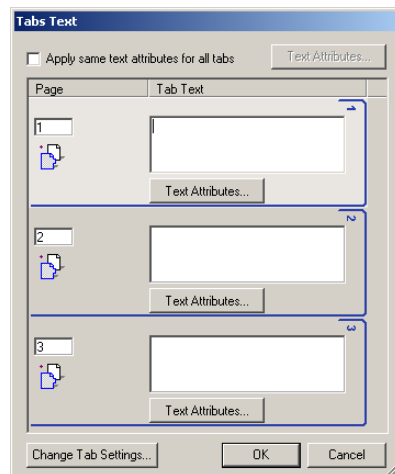 Tabs Text
Apply same text attributes for all tabs
Text Attributes...
Page Tab Text
1
1
Text Attributes...
2
2
Text Attributes...
3
3
Text Attributes...
Change Tab Settings... OK Cancel